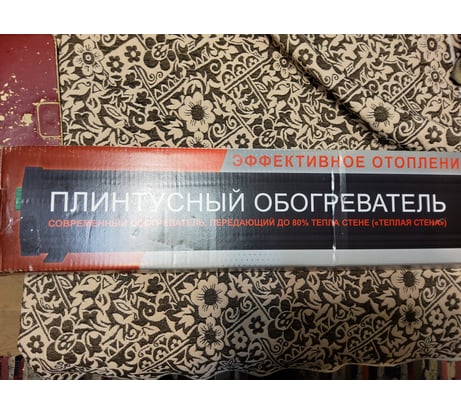 ЭФФЕКТИВНОЕ ОТОПЛЕНИ
ПЛИНТУСНЫЙ ОБОГРЕВАТЕЛЬ
СОВРЕМЕННЫЙ ОБОГРЕВАТЕЛЬ, ПЕРЕДАЮЩИЙ ДО 80% ТЕПЛА СТЕНЕ («ТЕПЛАЯ СТЕНА»)